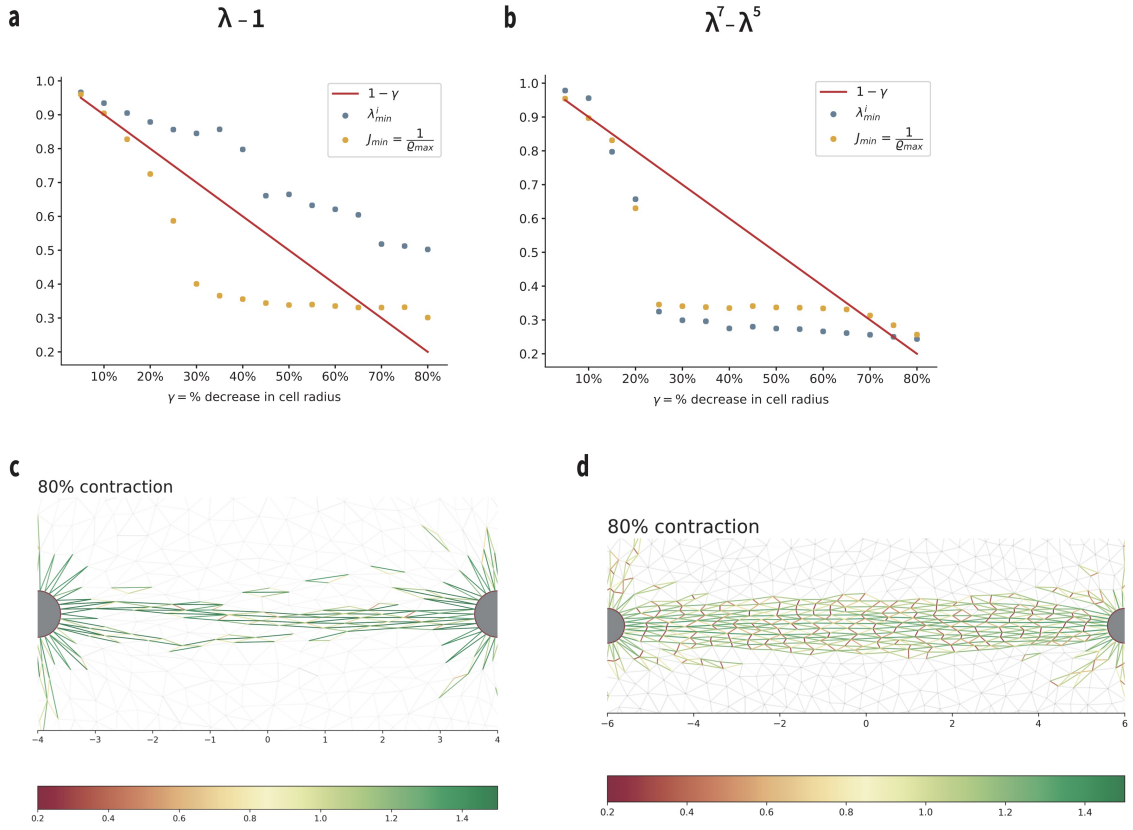 a
λ – 1
b
λ⁷– λ⁵
1.0
0.9
0.8
0.7
0.6
0.5
0.4
0.3
0.2
1 − γ
λⁱₘᵢₙ
Jₘᵢₙ = 1/ϱₘₐₓ
10% 20% 30% 40% 50% 60% 70% 80%
γ = % decrease in cell radius
1.0
0.9
0.8
0.7
0.6
0.5
0.4
0.3
0.2
1 − γ
λⁱₘᵢₙ
Jₘᵢₙ = 1/ϱₘₐₓ
10% 20% 30% 40% 50% 60% 70% 80%
γ = % decrease in cell radius
c
80% contraction
−4 −3 −2 −1 0 1 2 3 4
0.2 0.4 0.6 0.8 1.0 1.2 1.4
d
80% contraction
−6 −4 −2 0 2 4 6
0.2 0.4 0.6 0.8 1.0 1.2 1.4